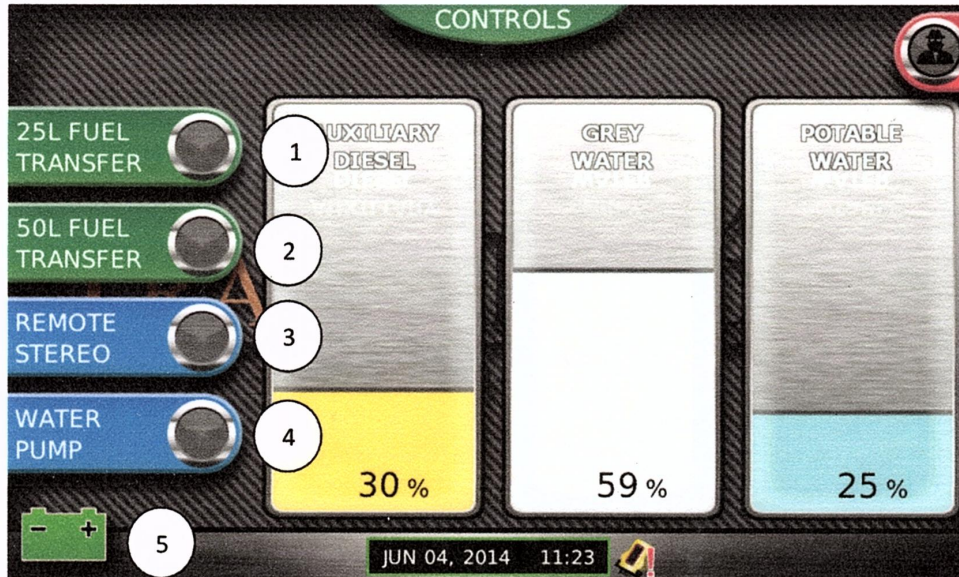 CONTROLS
25L FUEL
TRANSFER
1
50L FUEL
TRANSFER
2
REMOTE
STEREO
3
WATER
PUMP
4
5
UXILIARY
DIESEL
30 %
GREY
WATER
59 %
POTABLE
WATER
25 %
- +
JUN 04, 2014 11:23
!